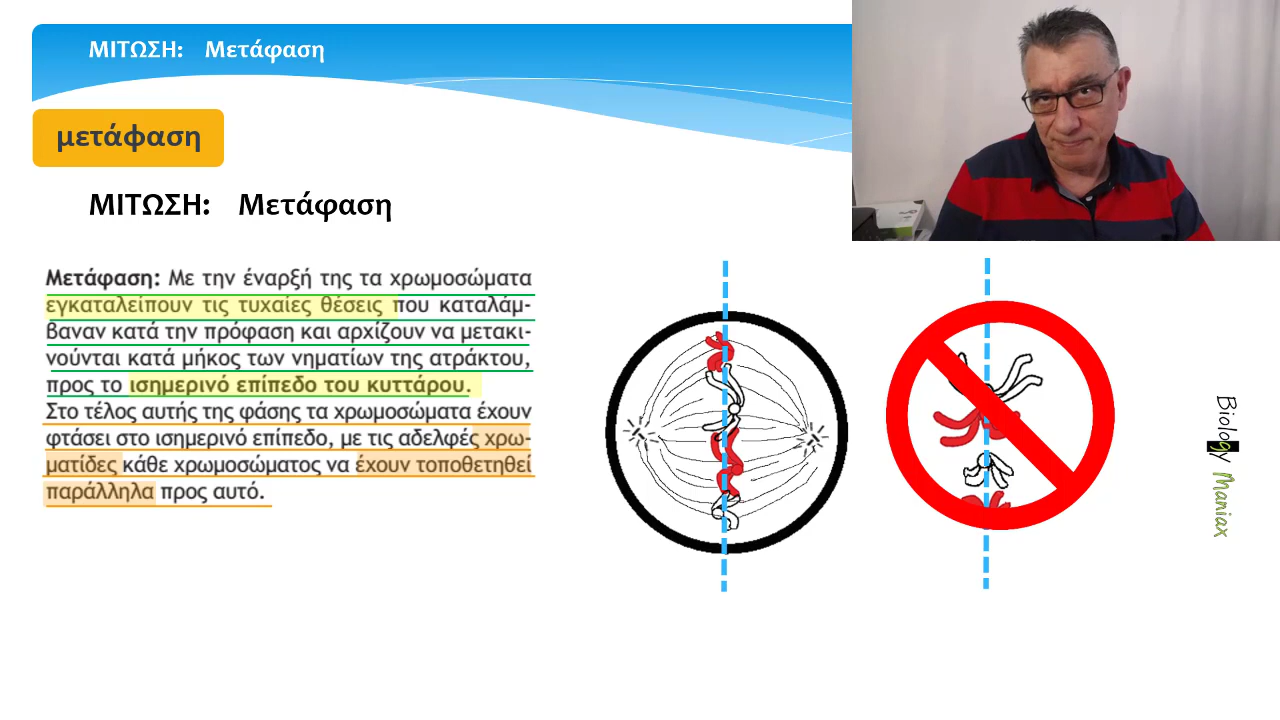 ΜΙΤΩΣΗ: Μετάφαση
μετάφαση
ΜΙΤΩΣΗ: Μετάφαση
Μετάφαση: Με την έναρξή της τα χρωμοσώματα
εγκαταλείπουν τις τυχαίες θέσεις που καταλάμ-
βαναν κατά την πρόφαση και αρχίζουν να μετακι-
νούνται κατά μήκος των νηματίων της ατράκτου,
προς το ισημερινό επίπεδο του κυττάρου.
Στο τέλος αυτής της φάσης τα χρωμοσώματα έχουν
φτάσει στο ισημερινό επίπεδο, με τις αδελφές χρω-
ματίδες κάθε χρωμοσώματος να έχουν τοποθετηθεί
παράλληλα προς αυτό.
Biology Maniax